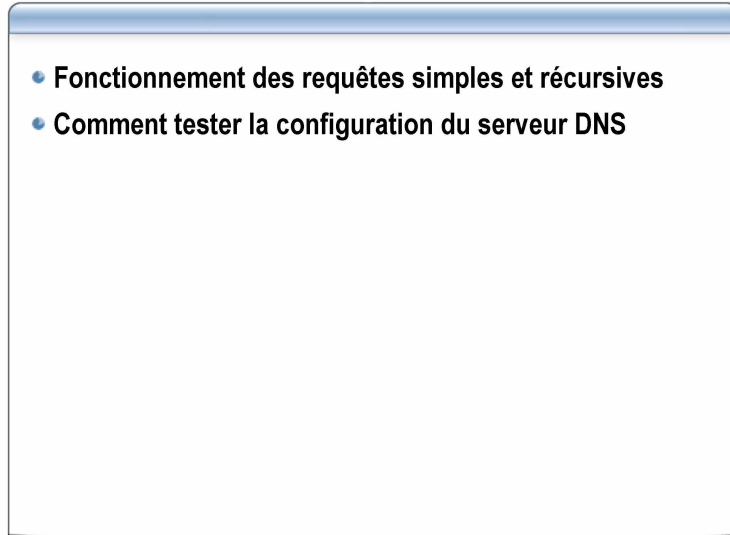 Fonctionnement des requêtes simples et récursives
Comment tester la configuration du serveur DNS